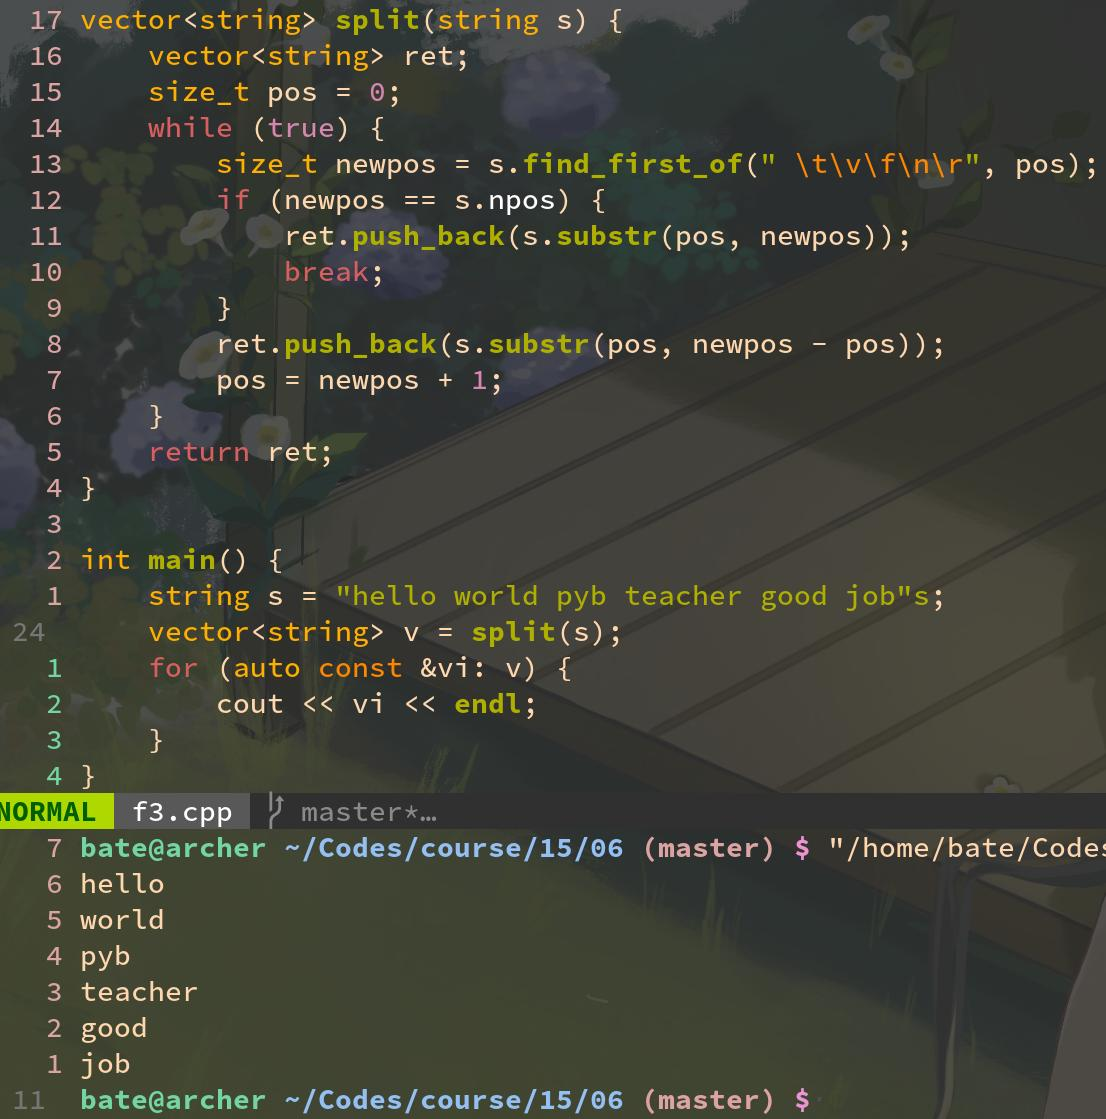 17 vector<string> split(string s) {
16     vector<string> ret;
15     size_t pos = 0;
14     while (true) {
13         size_t newpos = s.find_first_of(" \t\v\f\n\r", pos);
12         if (newpos == s.npos) {
11             ret.push_back(s.substr(pos, newpos));
10             break;
9         }
8         ret.push_back(s.substr(pos, newpos - pos));
7         pos = newpos + 1;
6     }
5     return ret;
4 }
3
2 int main() {
1     string s = "hello world pyb teacher good job"s;
24     vector<string> v = split(s);
1     for (auto const &vi: v) {
2         cout << vi << endl;
3     }
4 }
NORMAL f3.cpp master*…
7 bate@archer ~/Codes/course/15/06 (master) $ "/home/bate/Codes
6 hello
5 world
4 pyb
3 teacher
2 good
1 job
11 bate@archer ~/Codes/course/15/06 (master) $